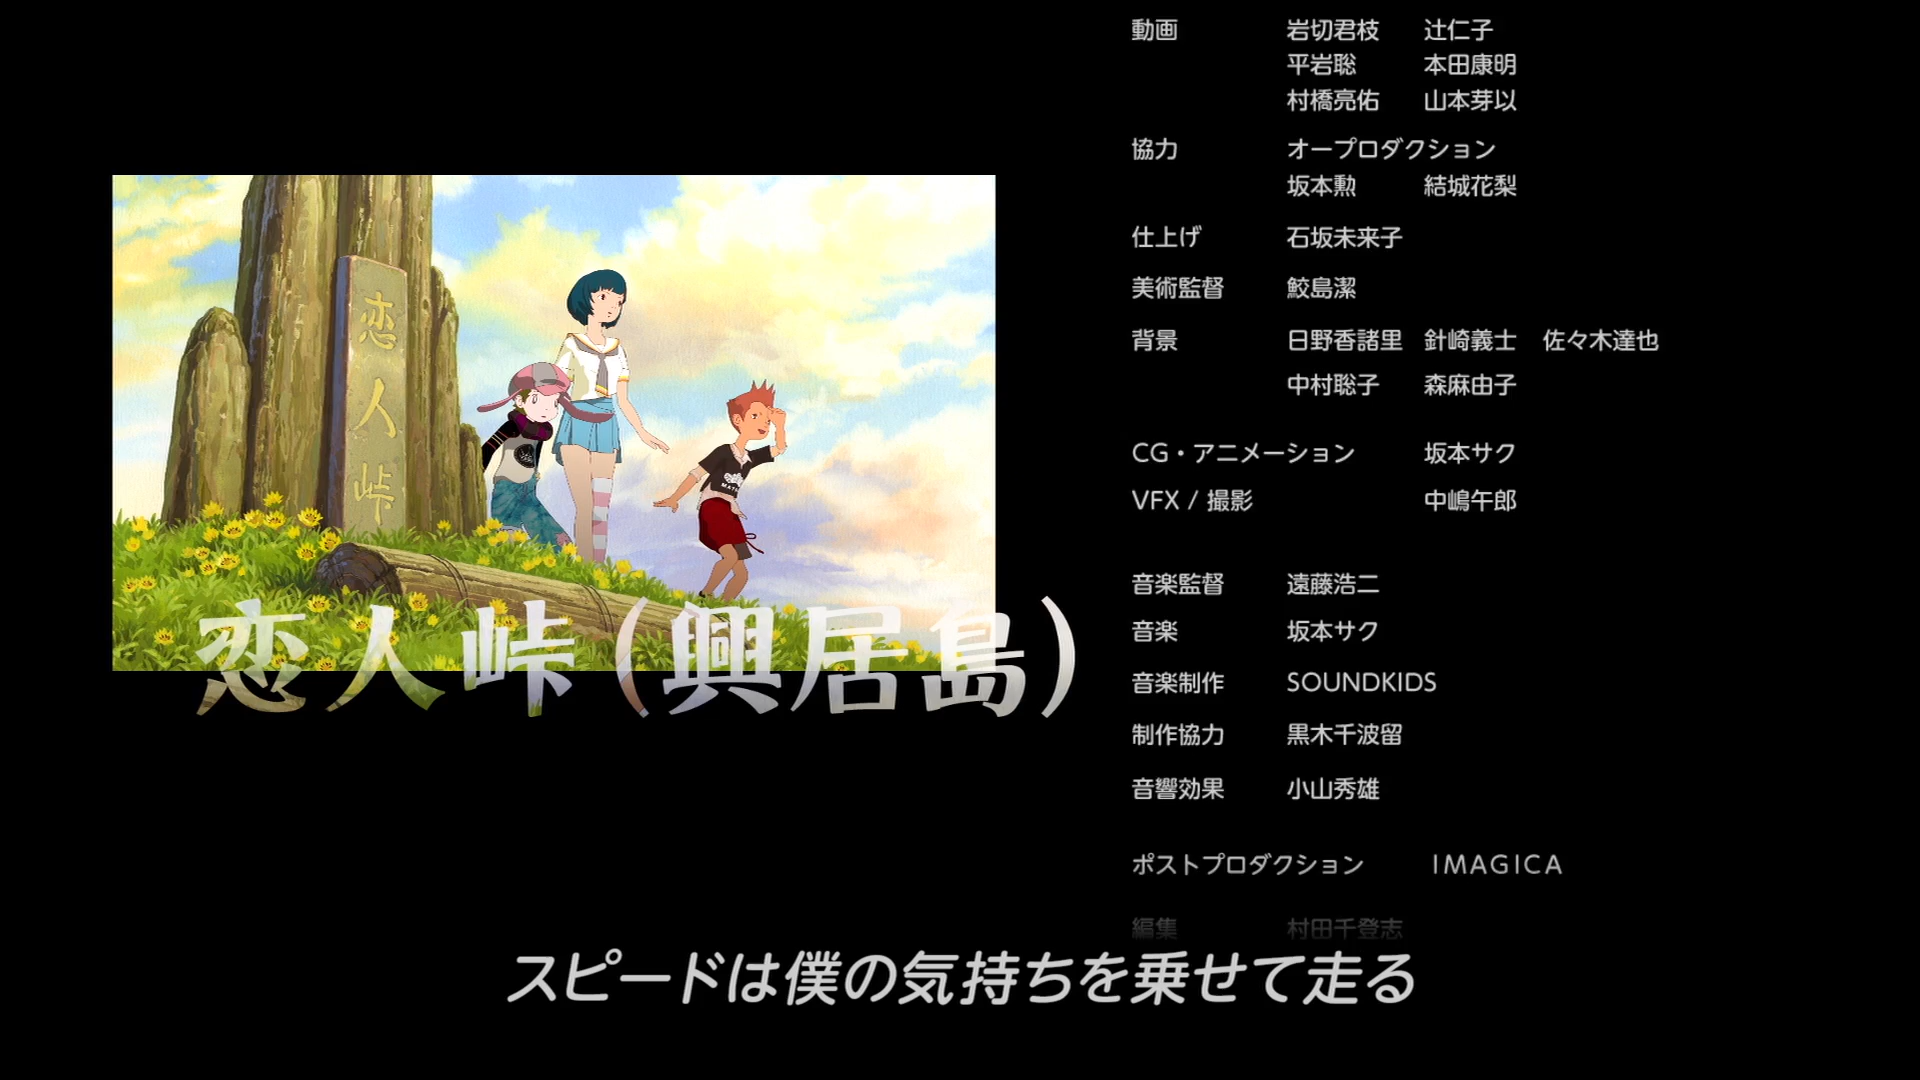 動画 岩切君枝 辻仁子
平岩聡 本田康明
村橋亮佑 山本芽以
協力 オープロダクション
坂本勲 結城花梨
仕上げ 石坂未来子
美術監督 鮫島潔
背景 日野香諸里 針崎義士 佐々木達也
中村聡子 森麻由子
CG・アニメーション 坂本サク
VFX / 撮影 中嶋午郎
音楽監督 遠藤浩二
音楽 坂本サク
音楽制作 SOUNDKIDS
制作協力 黒木千波留
音響効果 小山秀雄
ポストプロダクション IMAGICA
編集 村田千登志
恋人峠
恋人峠(興居島)
スピードは僕の気持ちを乗せて走る